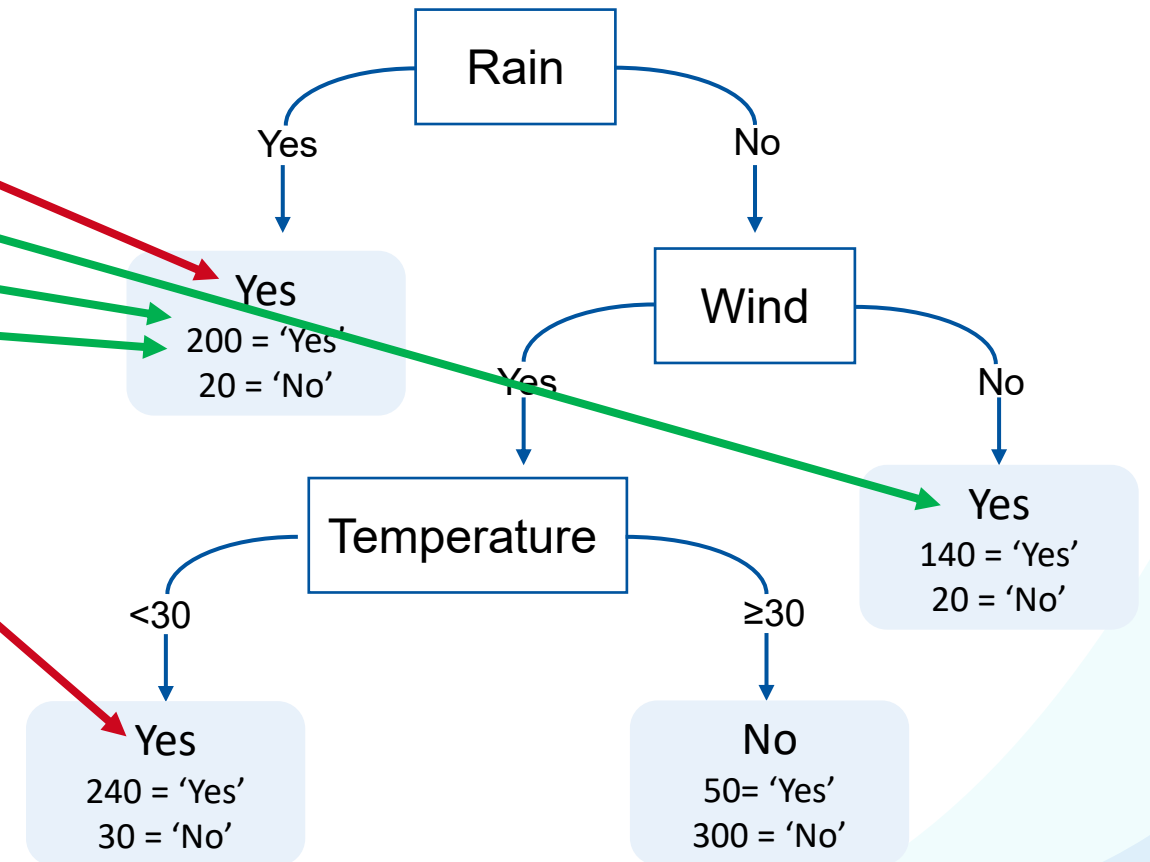 Rain
Yes
No
Yes
200 = ‘Yes’
20 = ‘No’
Wind
Yes
No
Temperature
Yes
140 = ‘Yes’
20 = ‘No’
<30
≥30
Yes
240 = ‘Yes’
30 = ‘No’
No
50= ‘Yes’
300 = ‘No’